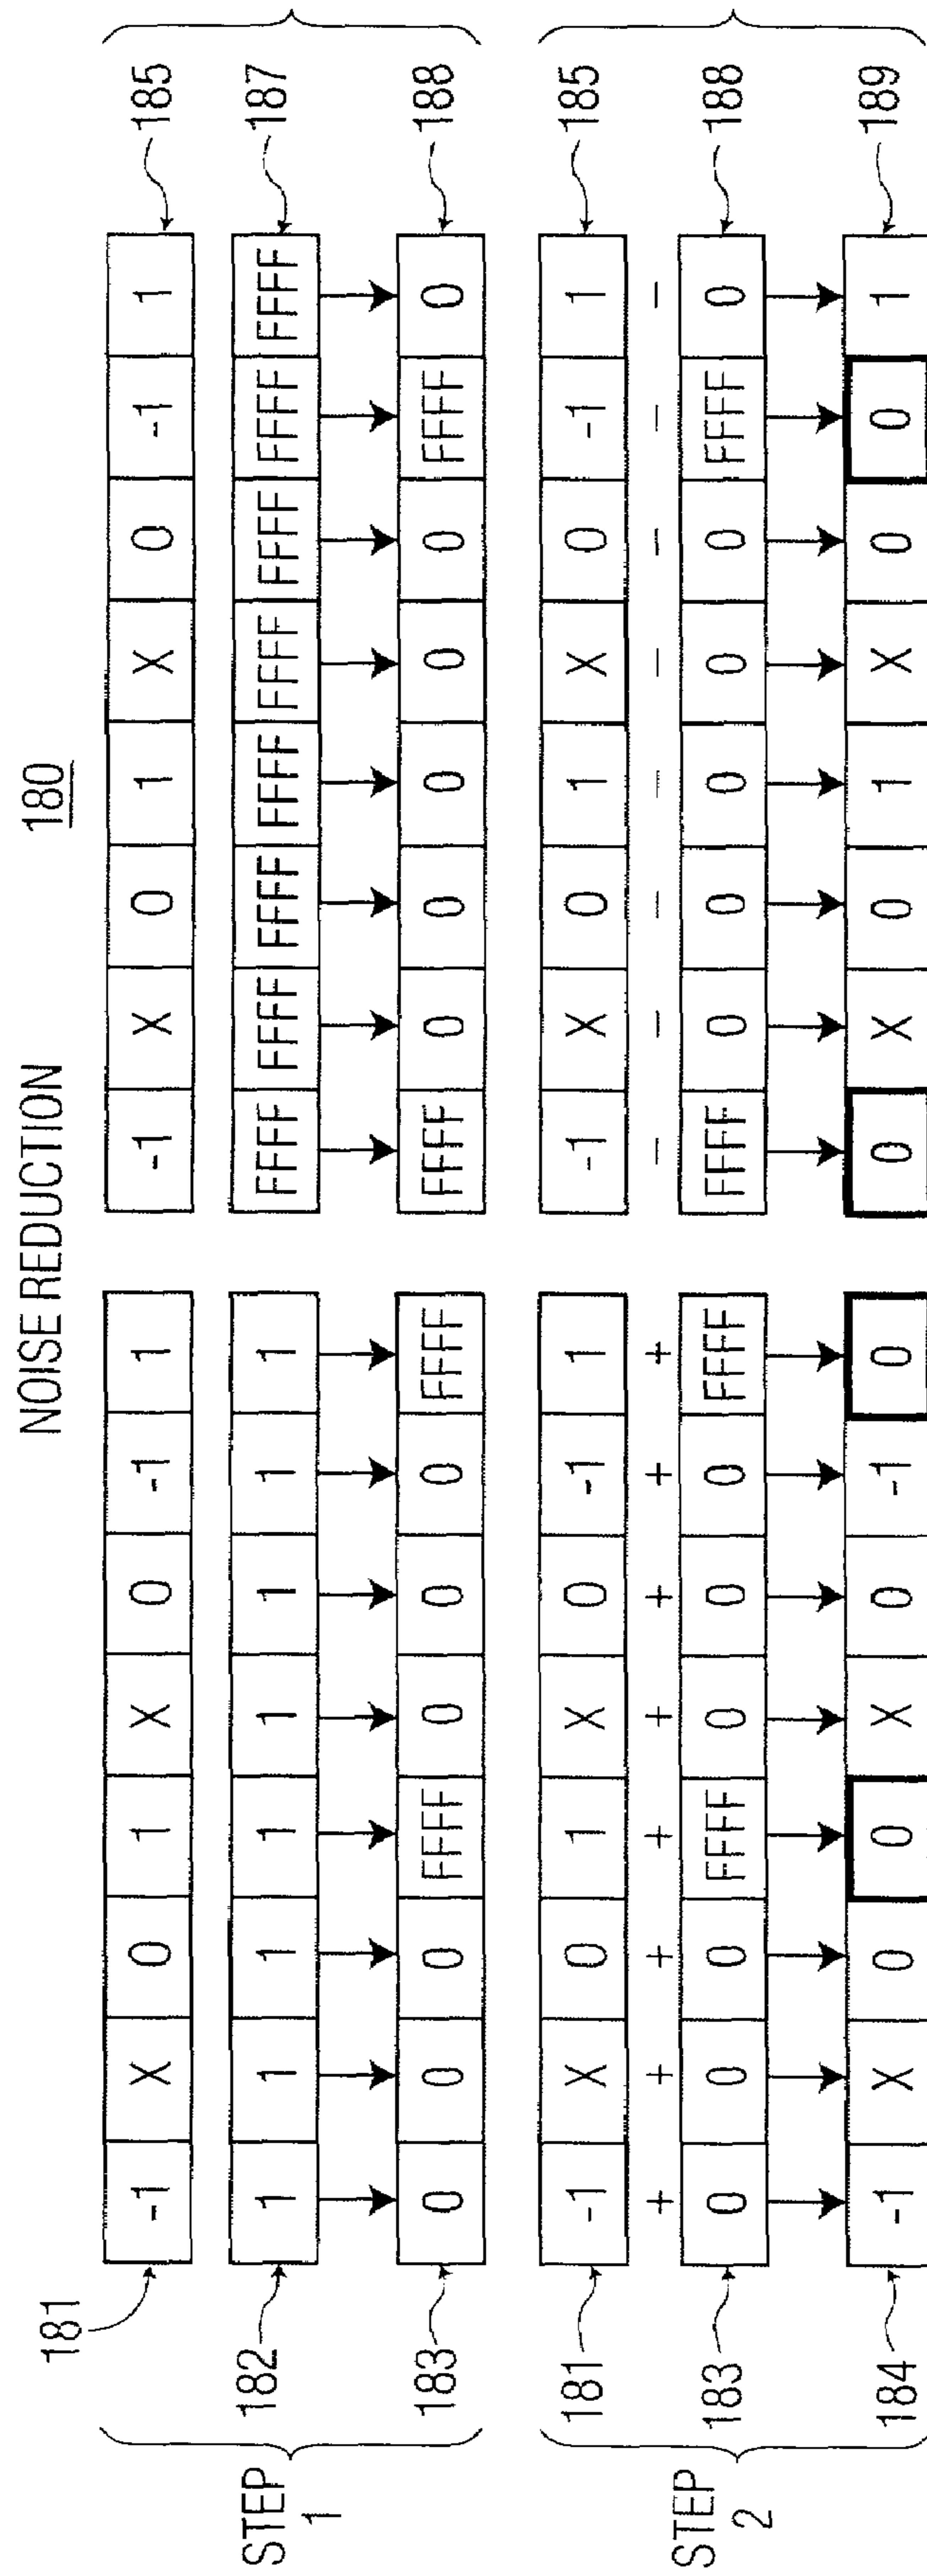 NOISE REDUCTION
180
STEP 1
181 -1 X 0 1 X 0 -1 1
182 1 1 1 1 1 1 1 1
183 0 0 0 FFFF 0 0 0 FFFF
-1 X 0 1 X 0 -1 1 185
FFFF FFFF FFFF FFFF FFFF FFFF FFFF FFFF 187
FFFF 0 0 0 0 0 FFFF 0 188
STEP 2
181 -1 X 0 1 X 0 -1 1
+ + + + + + + +
183 0 0 0 FFFF 0 0 0 FFFF
184 -1 X 0 0 X 0 -1 0
-1 X 0 1 X 0 -1 1 185
− − − − − − − −
FFFF 0 0 0 0 0 FFFF 0 188
0 X 0 1 X 0 0 1 189